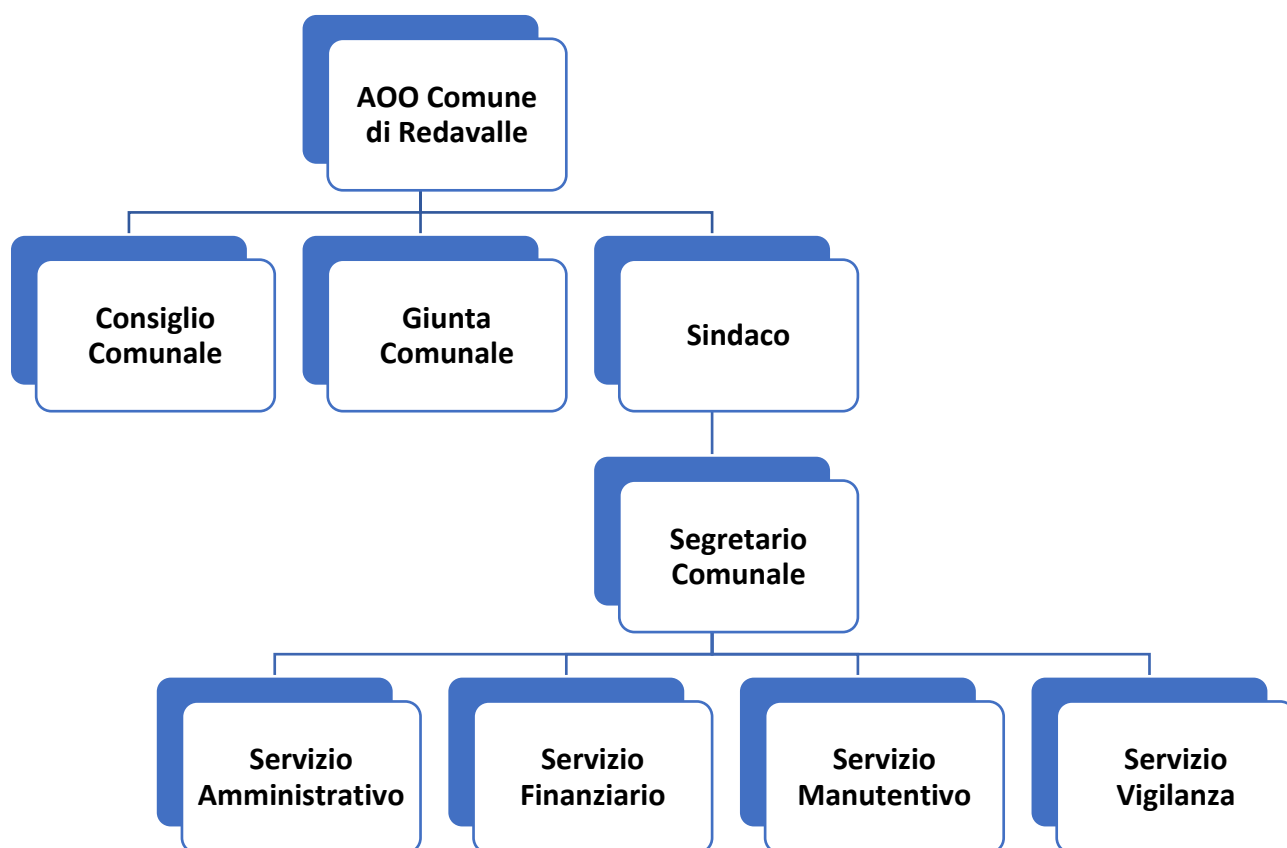 AOO Comune
di Redavalle
Consiglio
Comunale
Giunta
Comunale
Sindaco
Segretario
Comunale
Servizio
Amministrativo
Servizio
Finanziario
Servizio
Manutentivo
Servizio
Vigilanza